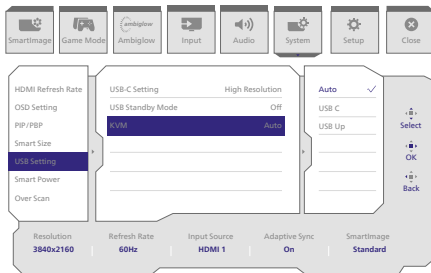 ambiglow
SmartImage
Game Mode
Ambiglow
Input
Audio
System
Setup
Close
HDMI Refresh Rate
OSD Setting
PIP/PBP
Smart Size
USB Setting
Smart Power
Over Scan
USB-C Setting High Resolution
USB Standby Mode Off
KVM Auto
Auto
USB C
USB Up
Select
OK
Back
Resolution Refresh Rate Input Source Adaptive Sync SmartImage
3840x2160 60Hz HDMI 1 On Standard